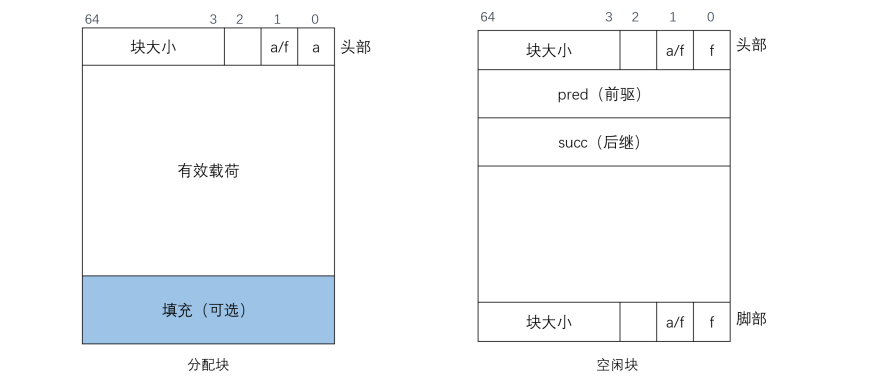 64 3 2 1 0
块大小 a/f a 头部
有效载荷
填充（可选）
分配块
64 3 2 1 0
块大小 a/f f 头部
pred（前驱）
succ（后继）
块大小 a/f f 脚部
空闲块